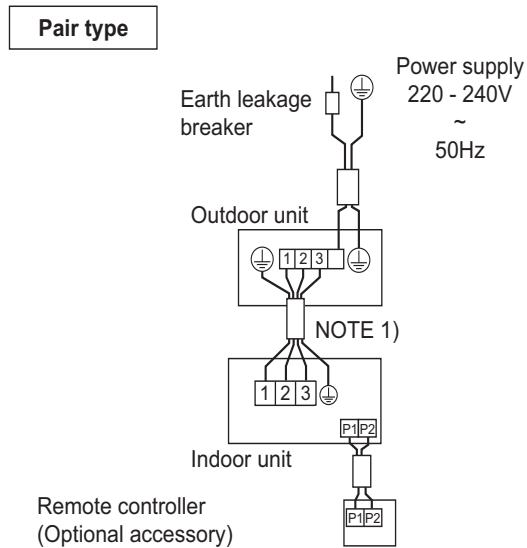 Pair type
Power supply
220 - 240V
~
50Hz
Earth leakage
breaker
Outdoor unit
1 2 3
NOTE 1)
1 2 3
P1 P2
Indoor unit
Remote controller
(Optional accessory)
P1 P2